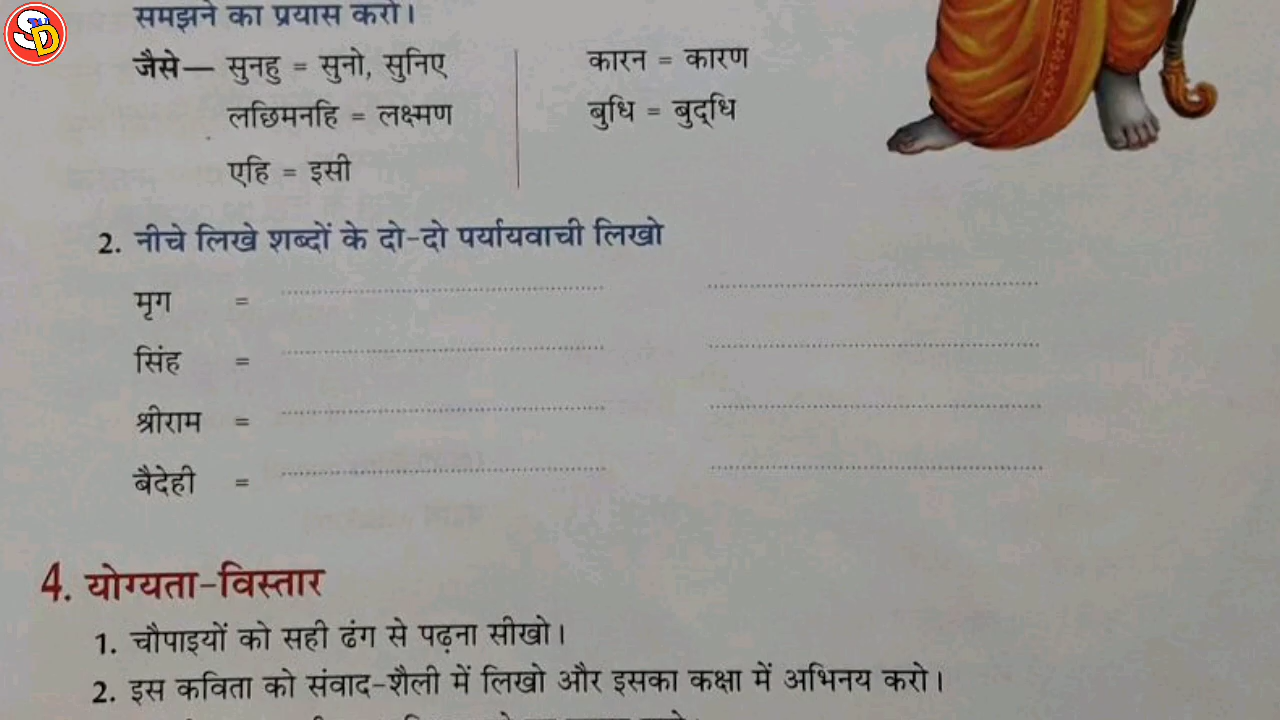 समझने का प्रयास करो।
जैसे— सुनहु = सुनो, सुनिए
लछिमनहि = लक्ष्मण
एहि = इसी
कारन = कारण
बुधि = बुद्धि
2. नीचे लिखे शब्दों के दो-दो पर्यायवाची लिखो
मृग =
सिंह =
श्रीराम =
बैदेही =
4. योग्यता-विस्तार
1. चौपाइयों को सही ढंग से पढ़ना सीखो।
2. इस कविता को संवाद-शैली में लिखो और इसका कक्षा में अभिनय करो।